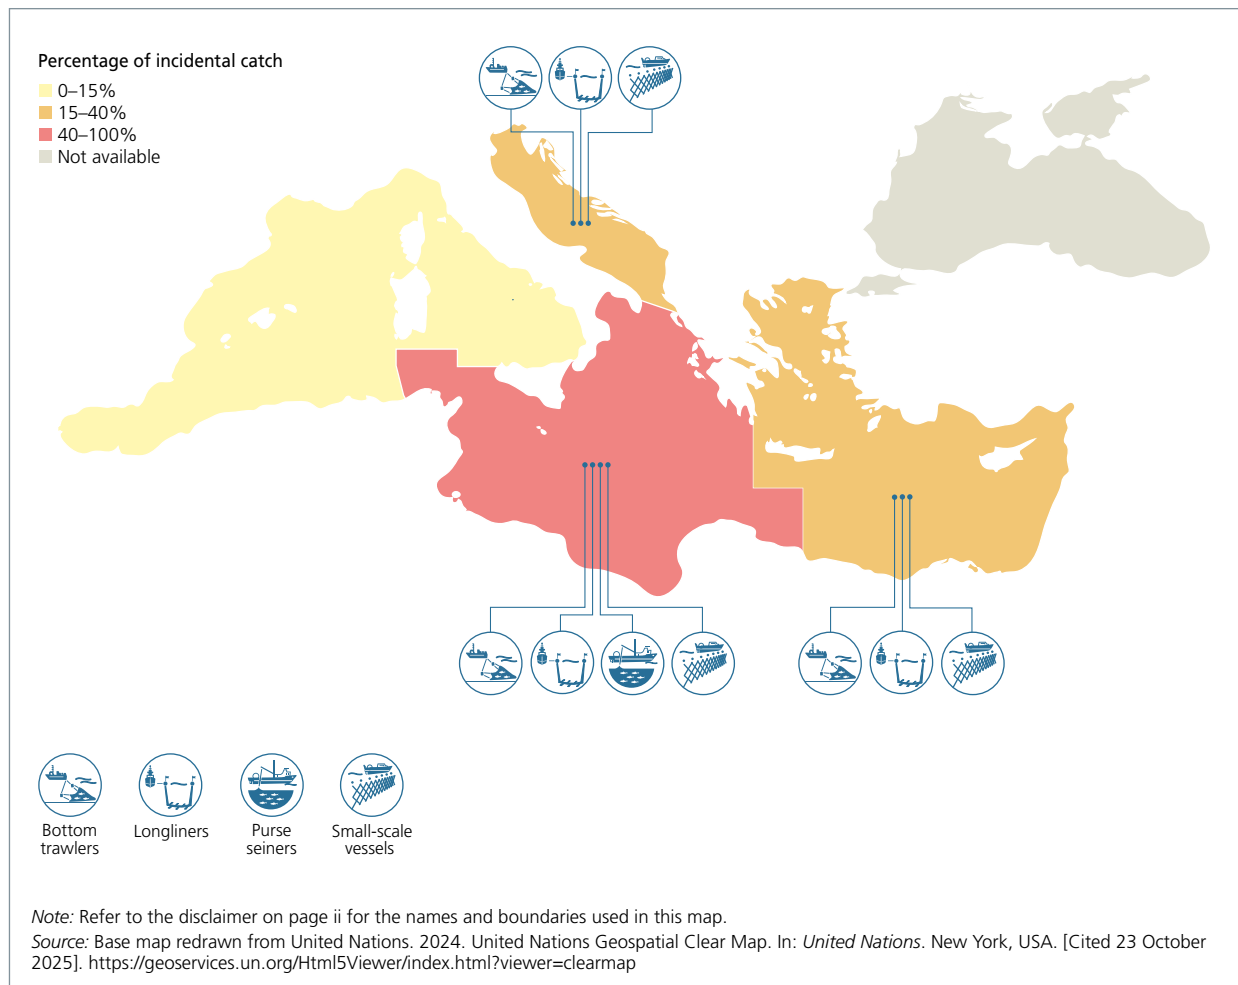 Percentage of incidental catch
0–15%
15–40%
40–100%
Not available
Bottom
trawlers
Longliners
Purse
seiners
Small-scale
vessels
Note: Refer to the disclaimer on page ii for the names and boundaries used in this map.
Source: Base map redrawn from United Nations. 2024. United Nations Geospatial Clear Map. In: United Nations. New York, USA. [Cited 23 October
2025]. https://geoservices.un.org/Html5Viewer/index.html?viewer=clearmap